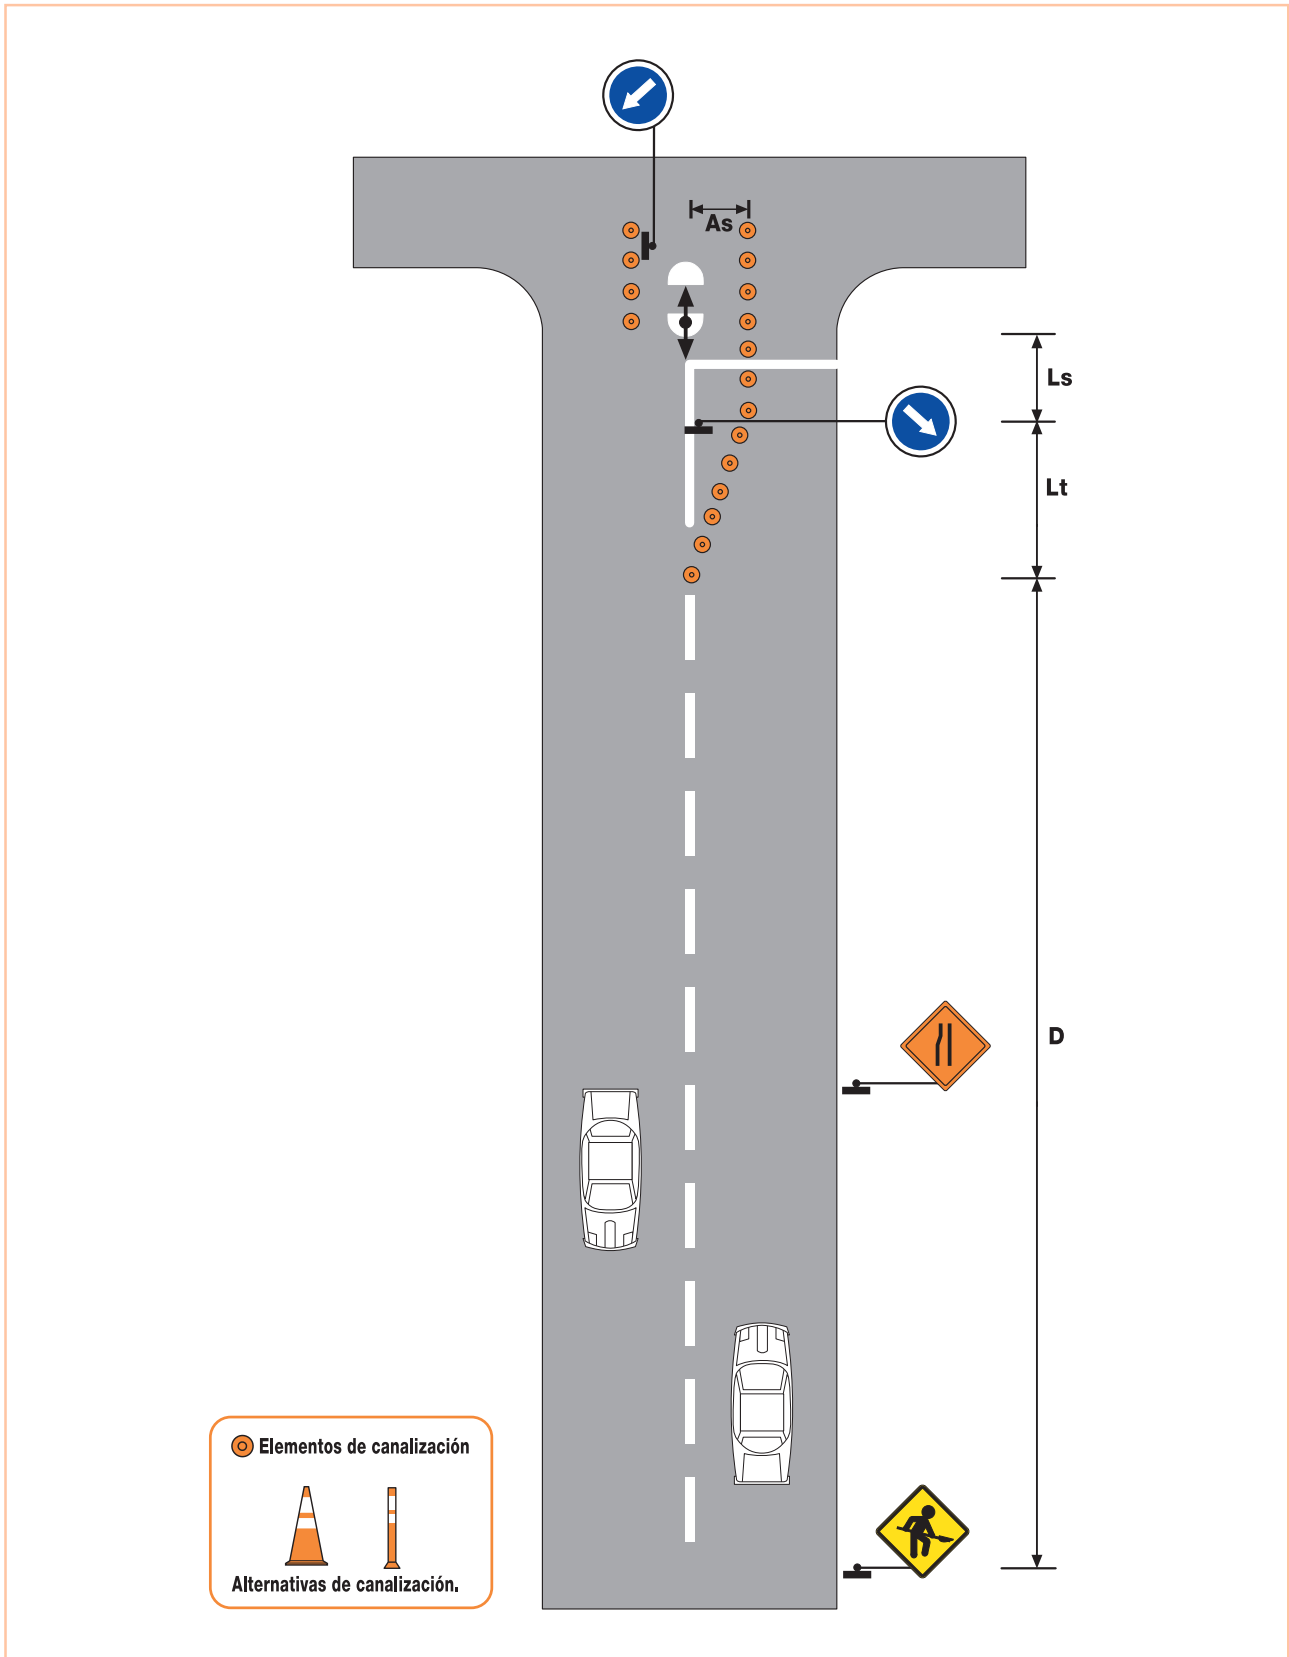 As
Ls
Lt
D
Elementos de canalización
Alternativas de canalización.